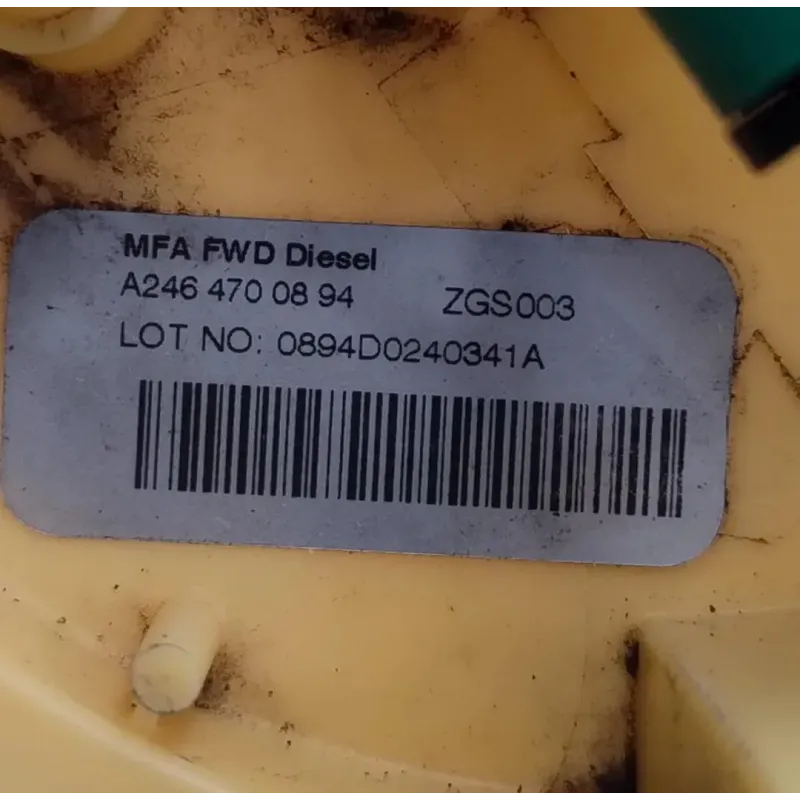 MFA FWD Diesel
A246 470 08 94 ZGS003
LOT NO: 0894D0240341A